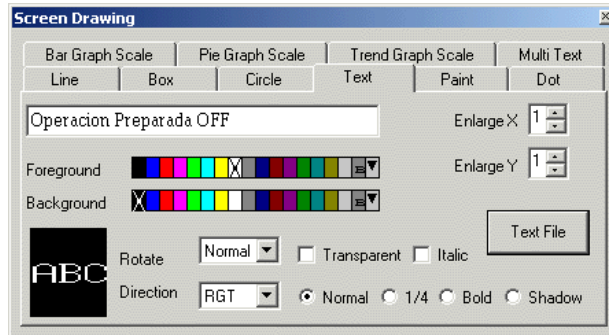 Screen Drawing
Bar Graph Scale Pie Graph Scale Trend Graph Scale Multi Text
Line Box Circle Text Paint Dot
Operacion Preparada OFF Enlarge X 1
Foreground B Enlarge Y 1
Background B
Text File
ABC Rotate Normal Transparent Italic
Direction RGT Normal 1/4 Bold Shadow